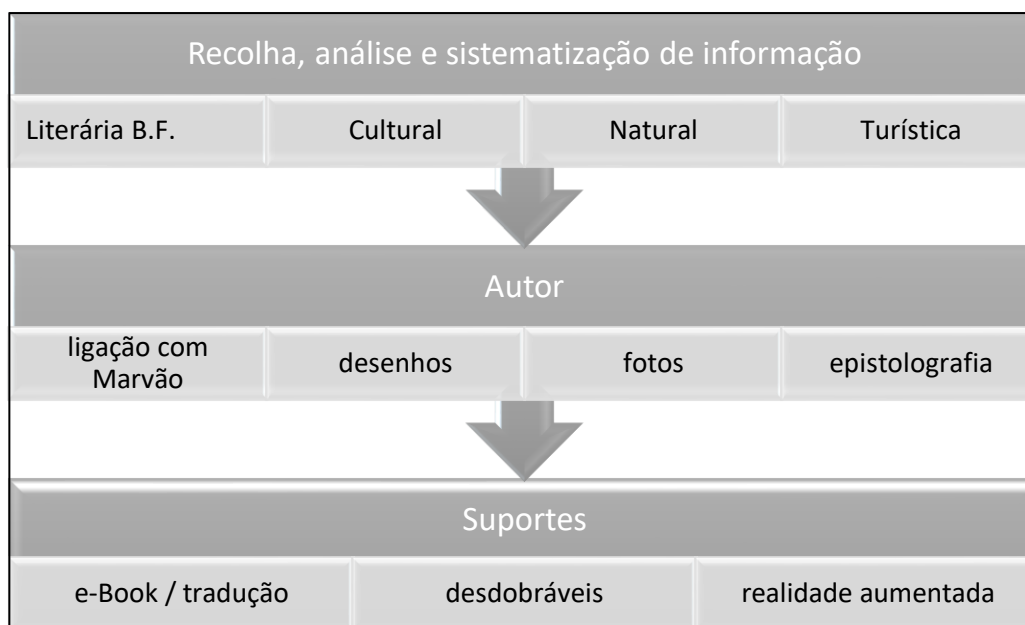 Recolha, análise e sistematização de informação
Literária B.F.
Cultural
Natural
Turística
Autor
ligação com
Marvão
desenhos
fotos
epistolografia
Suportes
e-Book / tradução
desdobráveis
realidade aumentada